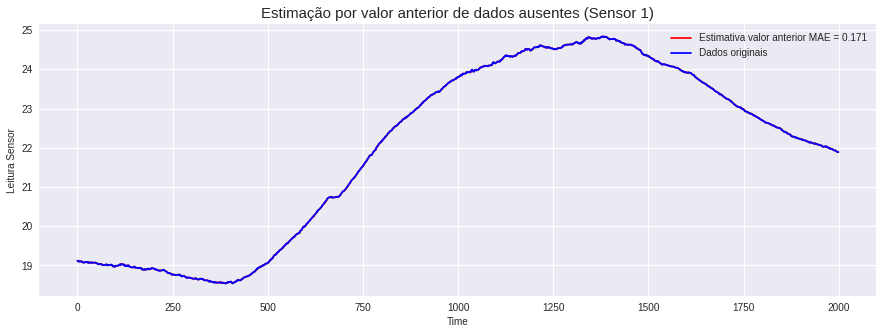 Estimação por valor anterior de dados ausentes (Sensor 1)
Estimativa valor anterior MAE = 0.171
Dados originais
25
24
23
22
21
20
19
Leitura Sensor
0 250 500 750 1000 1250 1500 1750 2000
Time